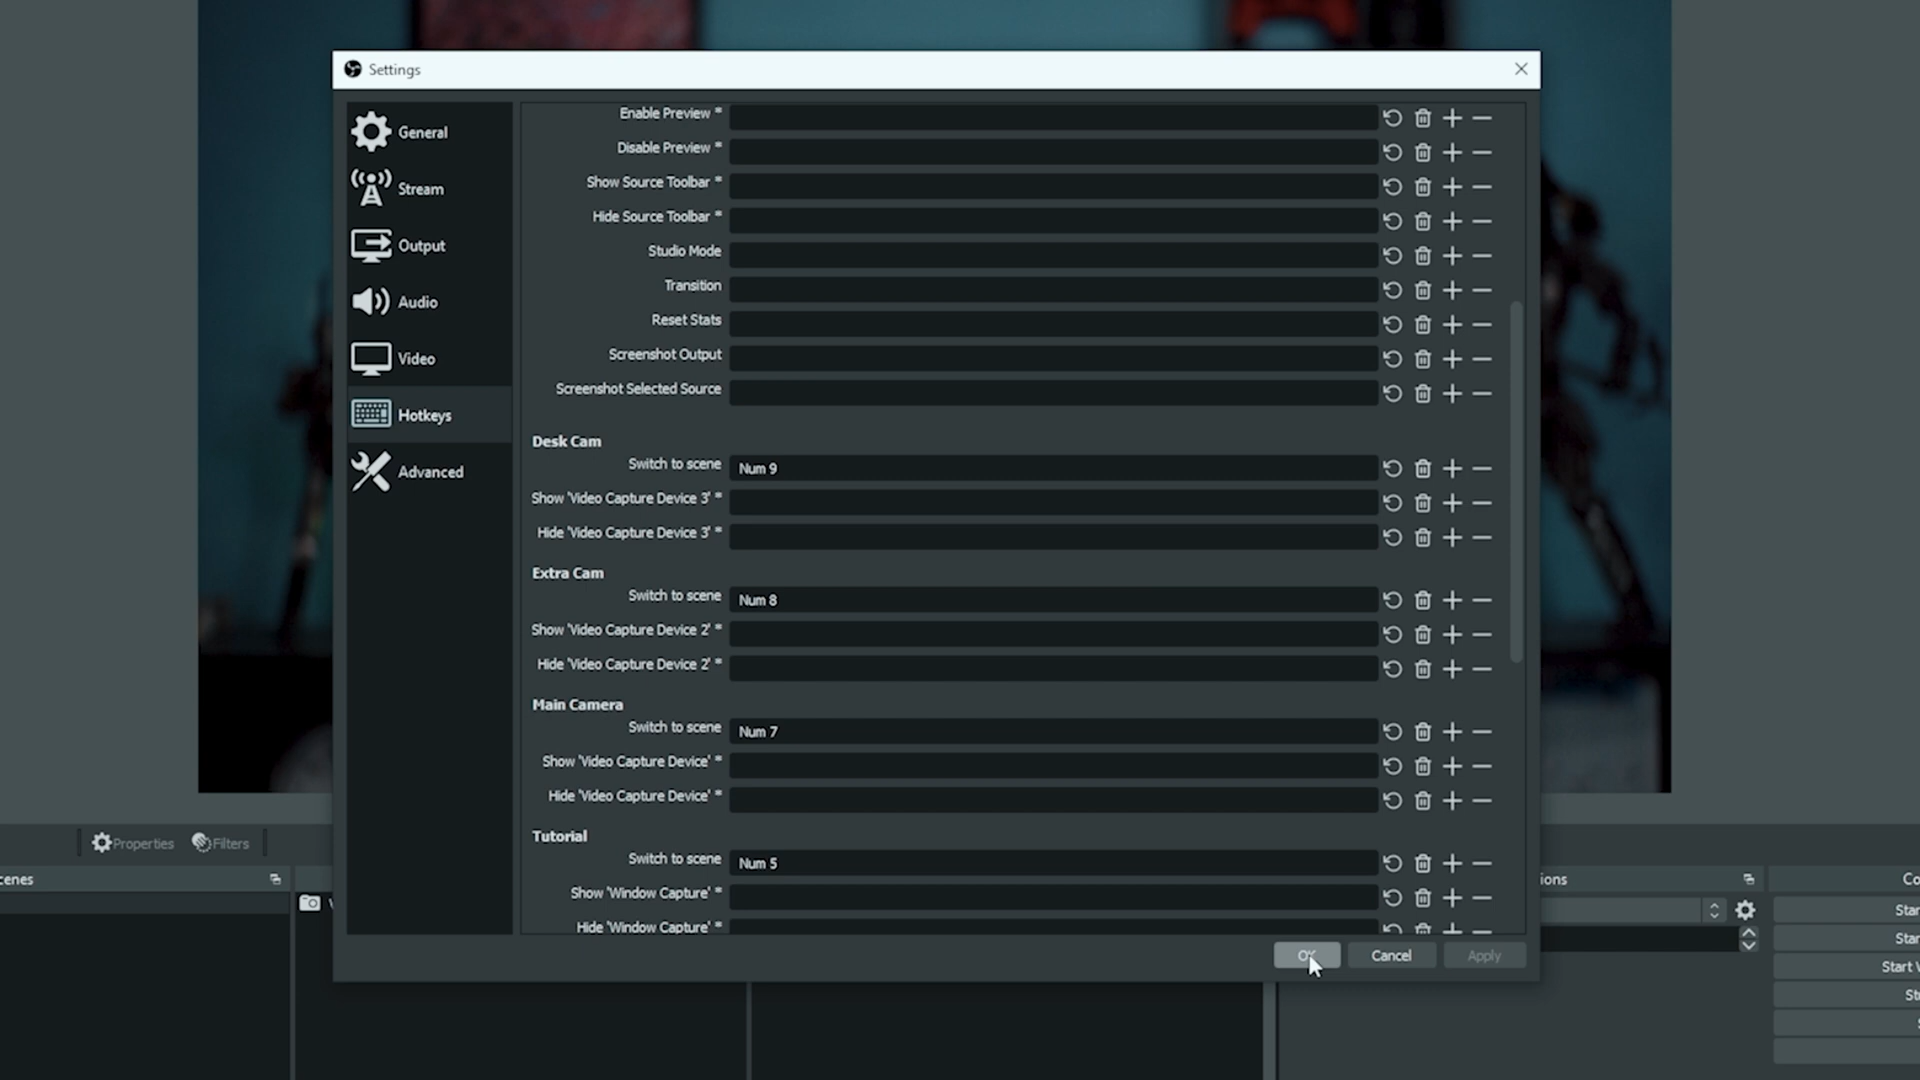 Settings
General
Stream
Output
Audio
Video
Hotkeys
Advanced
Enable Preview *
Disable Preview *
Show Source Toolbar *
Hide Source Toolbar *
Studio Mode
Transition
Reset Stats
Screenshot Output
Screenshot Selected Source
Desk Cam
Switch to scene Num 9
Show 'Video Capture Device 3' *
Hide 'Video Capture Device 3' *
Extra Cam
Switch to scene Num 8
Show 'Video Capture Device 2' *
Hide 'Video Capture Device 2' *
Main Camera
Switch to scene Num 7
Show 'Video Capture Device' *
Hide 'Video Capture Device' *
Tutorial
Switch to scene Num 5
Show 'Window Capture' *
Hide 'Window Capture' *
OK Cancel Apply
Properties Filters
cenes
ions
Co
Star
Star
Start V
St